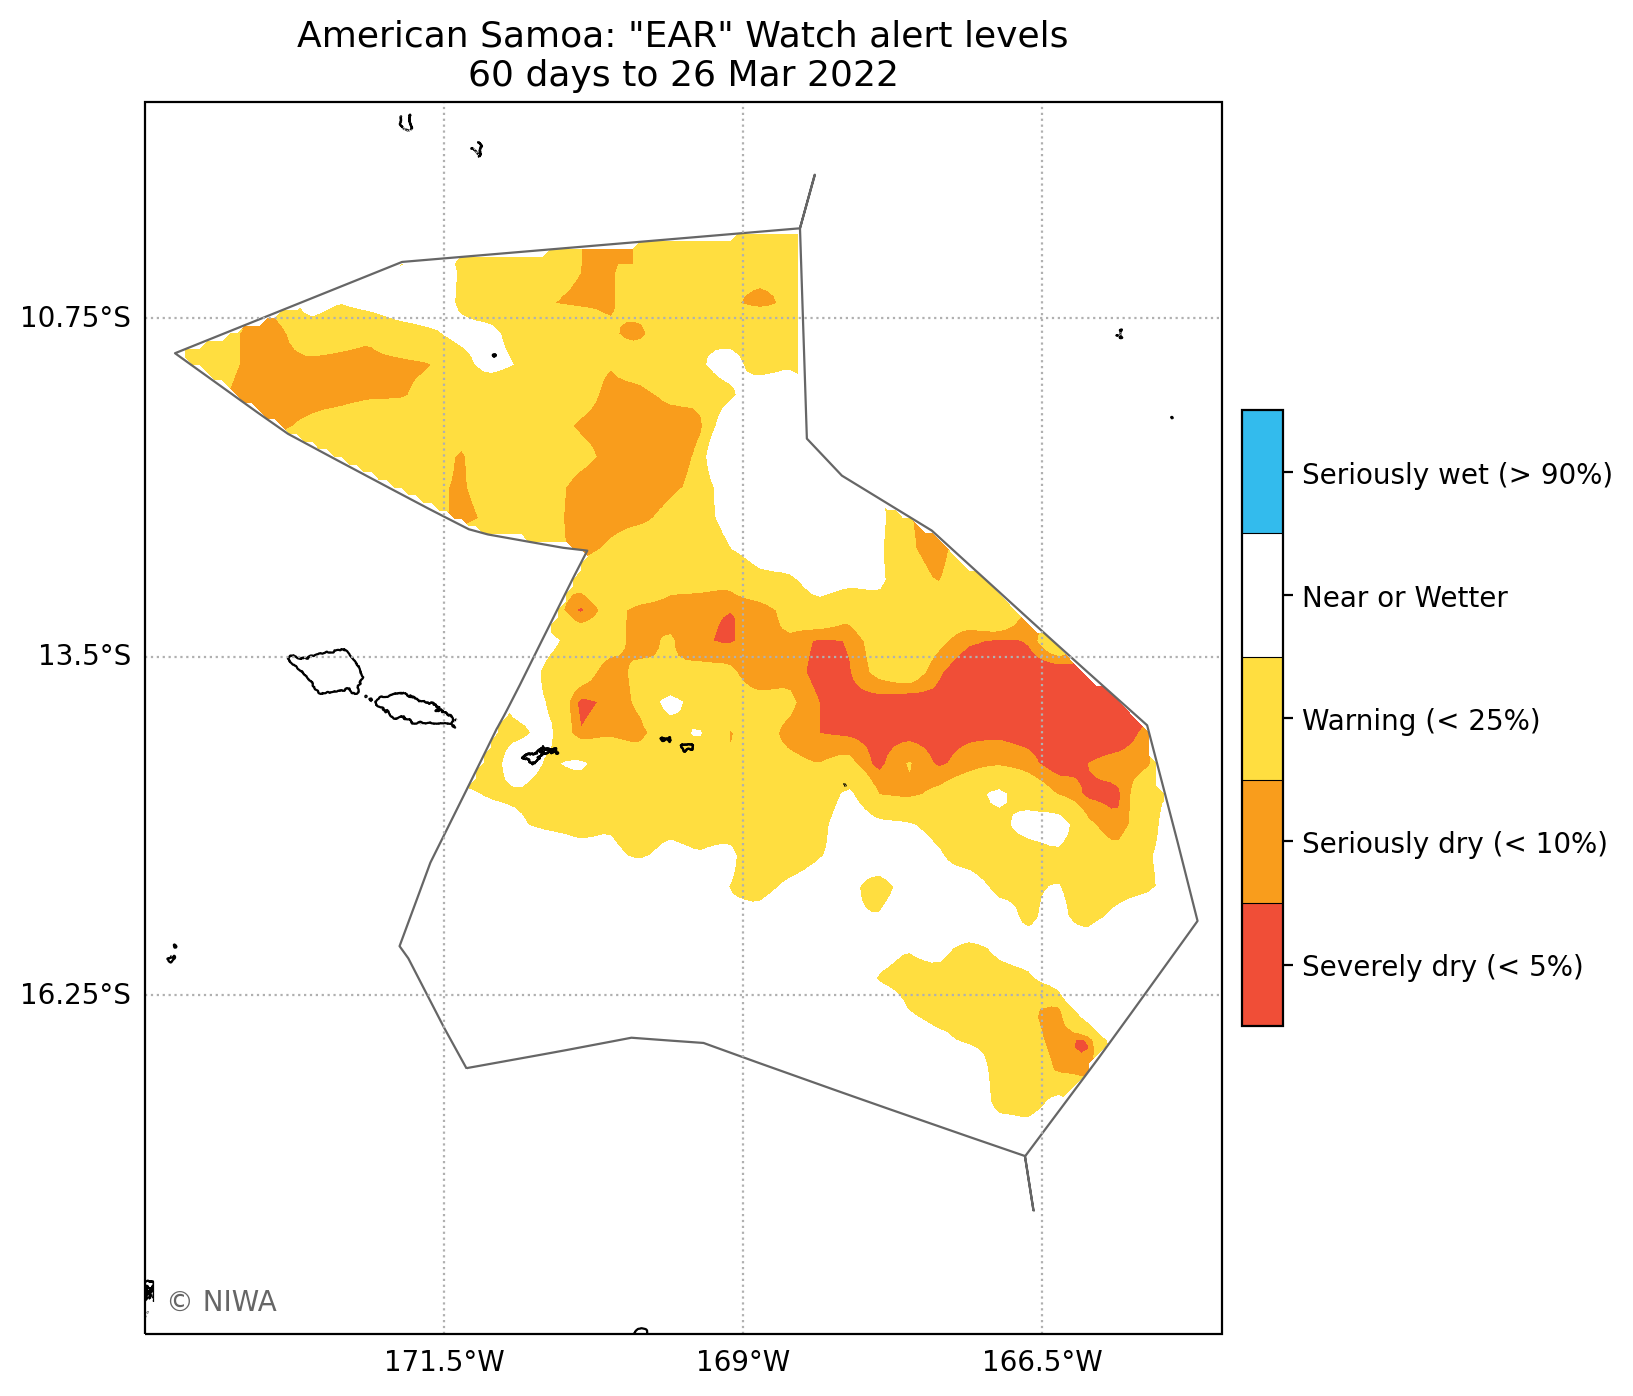 American Samoa: "EAR" Watch alert levels
60 days to 26 Mar 2022
10.75°S
13.5°S
16.25°S
171.5°W
169°W
166.5°W
Seriously wet (> 90%)
Near or Wetter
Warning (< 25%)
Seriously dry (< 10%)
Severely dry (< 5%)
© NIWA